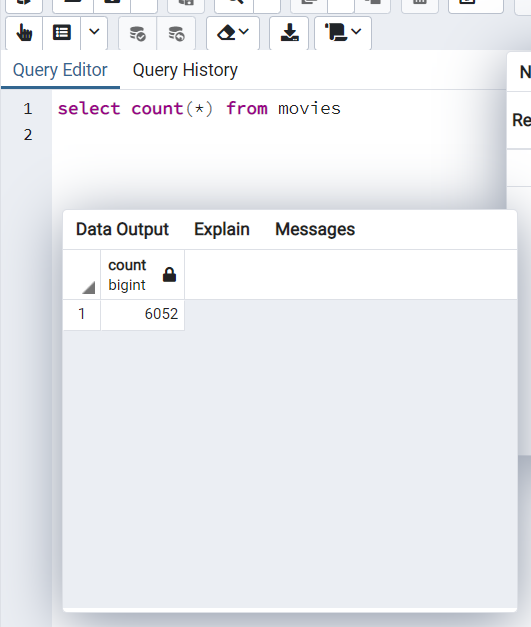 Query Editor Query History
1 select count(*) from movies
2
N
Re
Data Output Explain Messages
count
bigint
1 6052